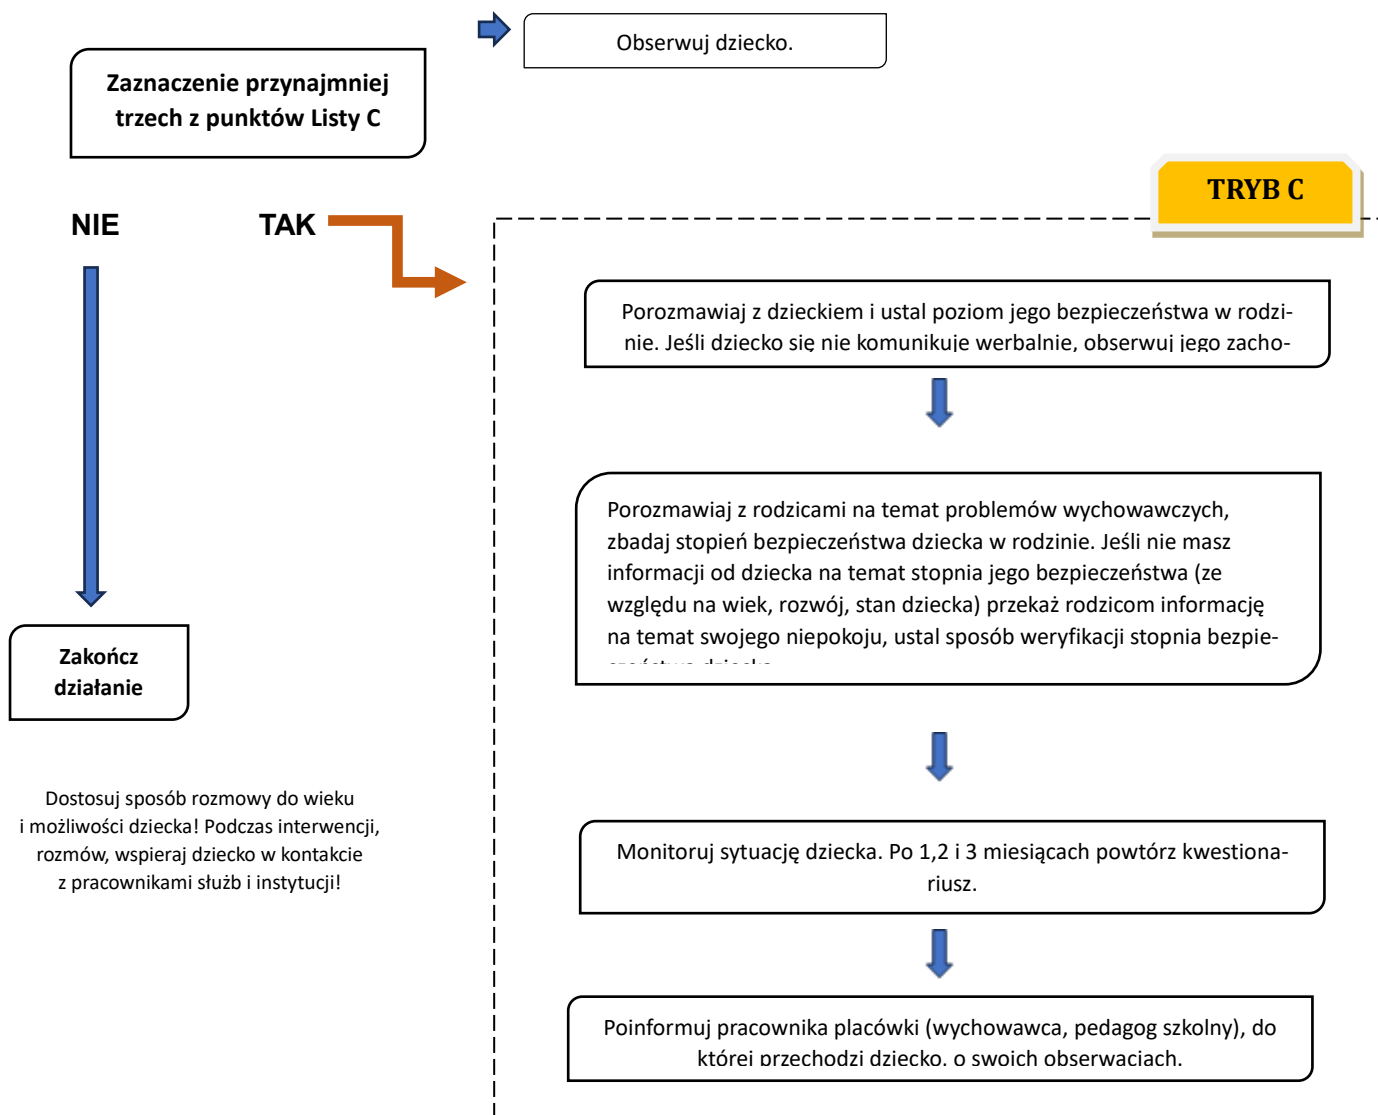 Obserwuj dziecko.
Zaznaczenie przynajmniej
trzech z punktów Listy C
TRYB C
NIE
TAK
Porozmawiaj z dzieckiem i ustal poziom jego bezpieczeństwa w rodzi-
nie. Jeśli dziecko się nie komunikuje werbalnie, obserwuj jego zacho-
Porozmawiaj z rodzicami na temat problemów wychowawczych,
zbadaj stopień bezpieczeństwa dziecka w rodzinie. Jeśli nie masz
informacji od dziecka na temat stopnia jego bezpieczeństwa (ze
względu na wiek, rozwój, stan dziecka) przekaż rodzicom informację
na temat swojego niepokoju, ustal sposób weryfikacji stopnia bezpie-
czeństwa dziecka
Zakończ
działanie
Dostosuj sposób rozmowy do wieku
i możliwości dziecka! Podczas interwencji,
rozmów, wspieraj dziecko w kontakcie
z pracownikami służb i instytucji!
Monitoruj sytuację dziecka. Po 1,2 i 3 miesiącach powtórz kwestiona-
riusz.
Poinformuj pracownika placówki (wychowawca, pedagog szkolny), do
której przechodzi dziecko, o swoich obserwacjach.